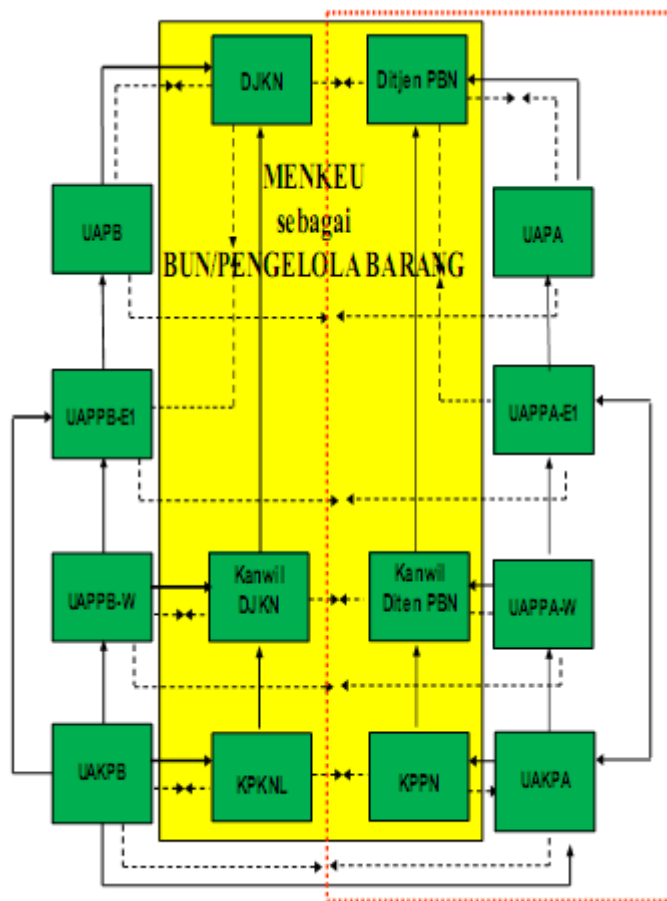 DJKN
Ditjen PBN
MENKEU
sebagai
BUN/PENGELOLA BARANG
UAPB
UAPA
UAPPB-E1
UAPPA-E1
UAPPB-W
Kanwil
DJKN
Kanwil
Diten PBN
UAPPA-W
UAKPB
KPKNL
KPPN
UAKPA